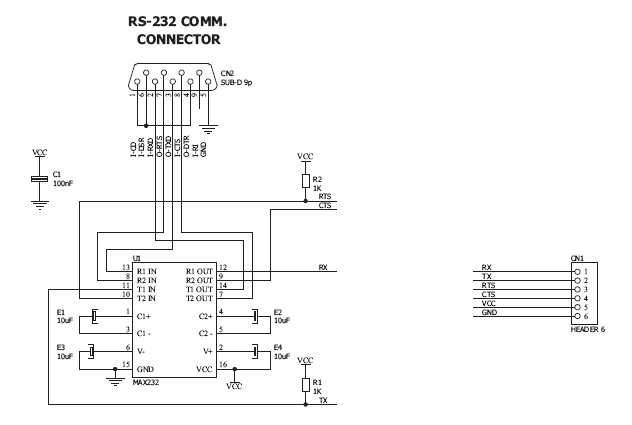 RS-232 COMM.
CONNECTOR
CN2
SUB-D 9p
1 6 2 7 3 8 4 9 5
I-CD
I-DSR
I-RXD
O-RTS
O-TXD
I-CTS
O-DTR
I-RI
GND
VCC
C1
100nF
VCC
R2
1K
RTS
CTS
U1
13 R1 IN R1 OUT 12 RX
8 R2 IN R2 OUT 9
11 T1 IN T1 OUT 14
10 T2 IN T2 OUT 7
E1
10uF
1 C1+ C2+ 4
E2
10uF
3 C1 - C2 - 5
E3
10uF
6 V- V+ 2
E4
10uF
15 GND VCC 16
MAX232
VCC
VCC
R1
1K
TX
CN1
RX 1
TX 2
RTS 3
CTS 4
VCC 5
GND 6
HEADER 6